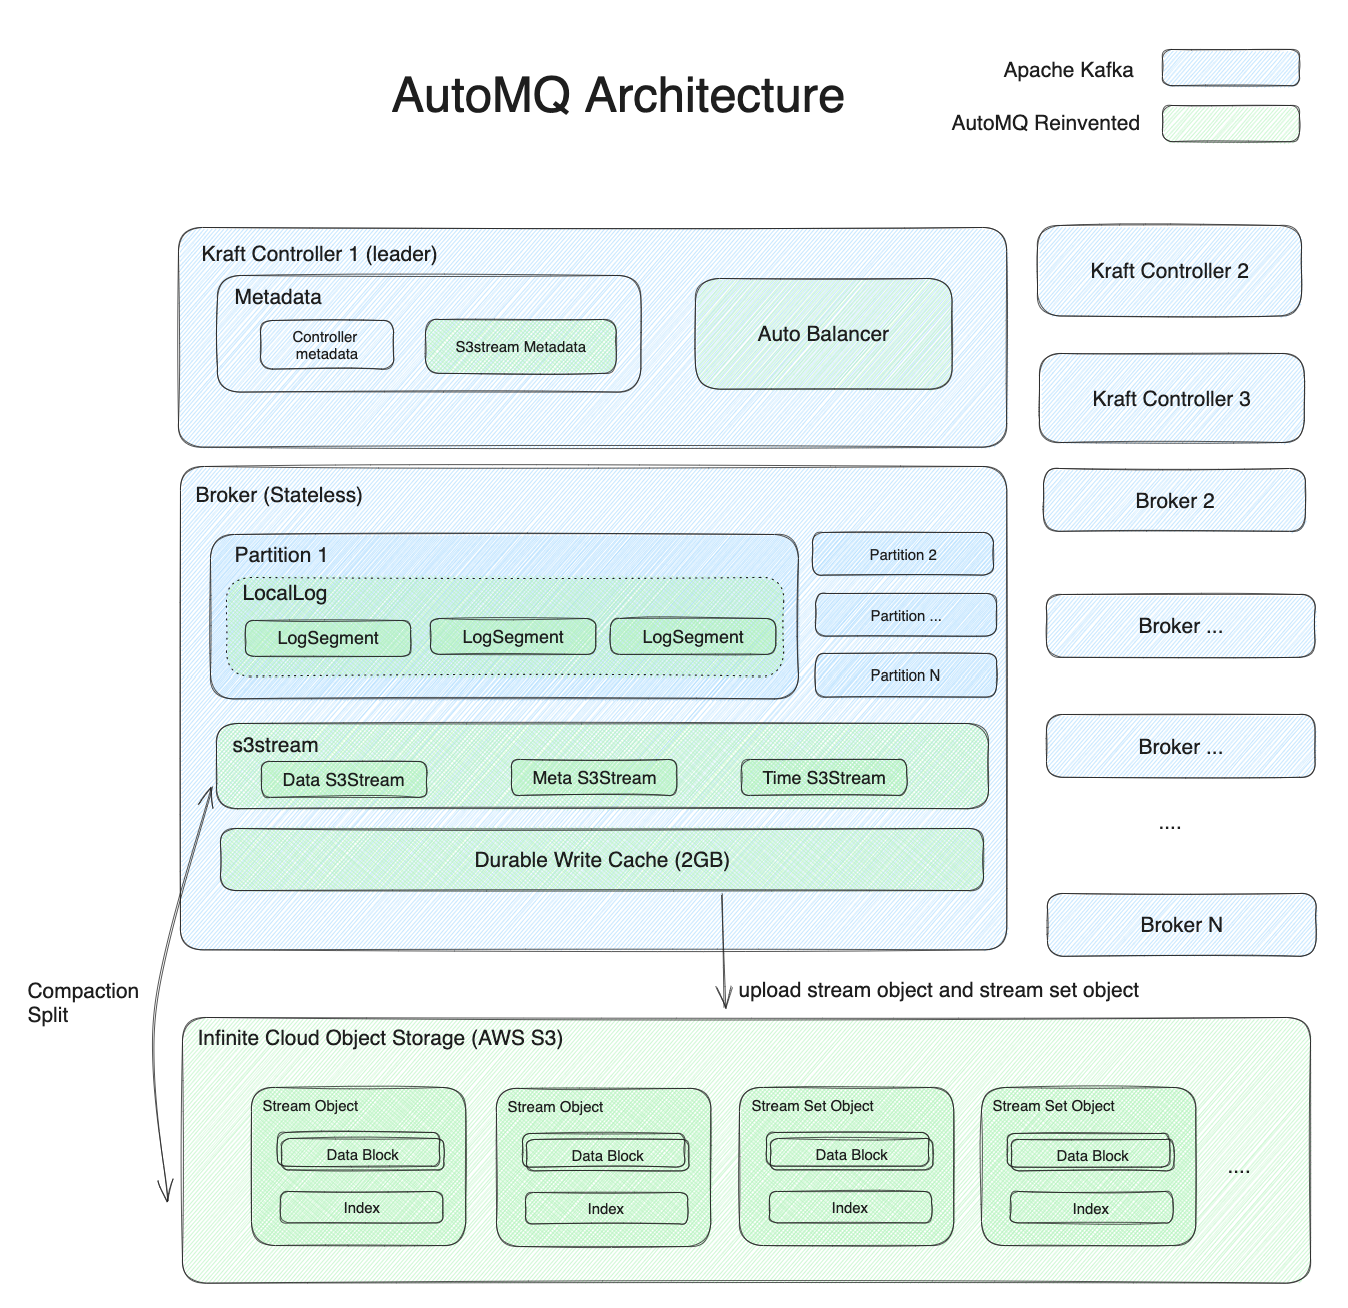 AutoMQ Architecture
Apache Kafka
AutoMQ Reinvented
Kraft Controller 1 (leader)
Metadata
Controller
metadata
S3stream Metadata
Auto Balancer
Kraft Controller 2
Kraft Controller 3
Broker (Stateless)
Partition 1
LocalLog
LogSegment
LogSegment
LogSegment
Partition 2
Partition ...
Partition N
s3stream
Data S3Stream
Meta S3Stream
Time S3Stream
Durable Write Cache (2GB)
Broker 2
Broker ...
Broker ...
....
Broker N
Compaction
Split
upload stream object and stream set object
Infinite Cloud Object Storage (AWS S3)
Stream Object
Data Block
Index
Stream Object
Data Block
Index
Stream Set Object
Data Block
Index
Stream Set Object
Data Block
Index
....